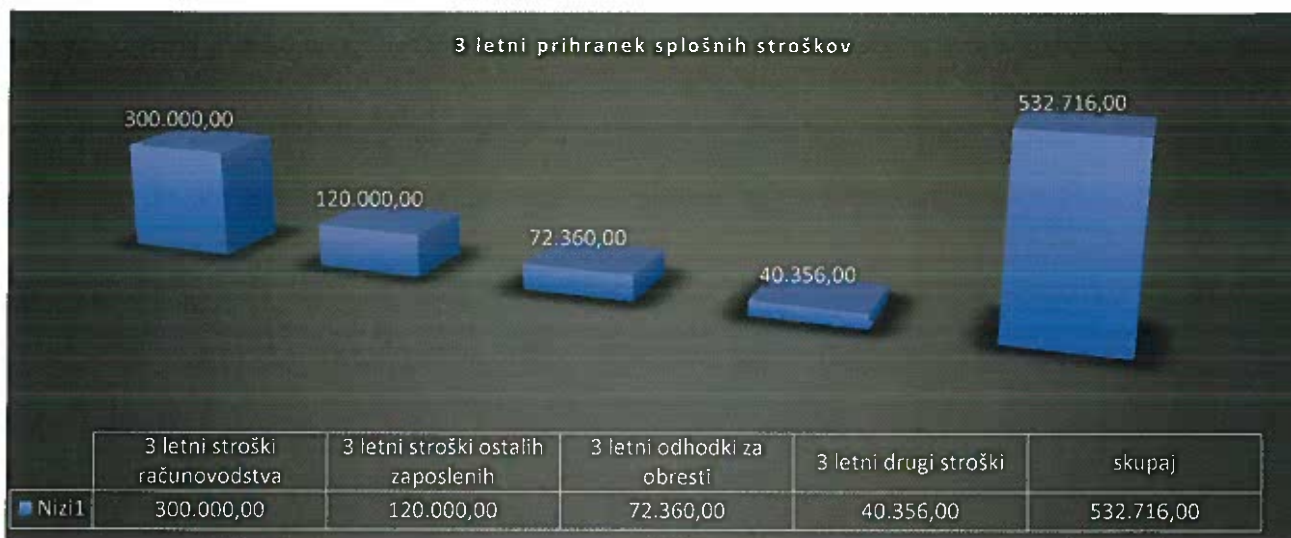 3 letni prihranek splošnih stroškov
300.000,00
120.000,00
72.360,00
40.356,00
532.716,00
3 letni stroški računovodstva
3 letni stroški ostalih zaposlenih
3 letni odhodki za obresti
3 letni drugi stroški
skupaj
Nizi1
300.000,00
120.000,00
72.360,00
40.356,00
532.716,00